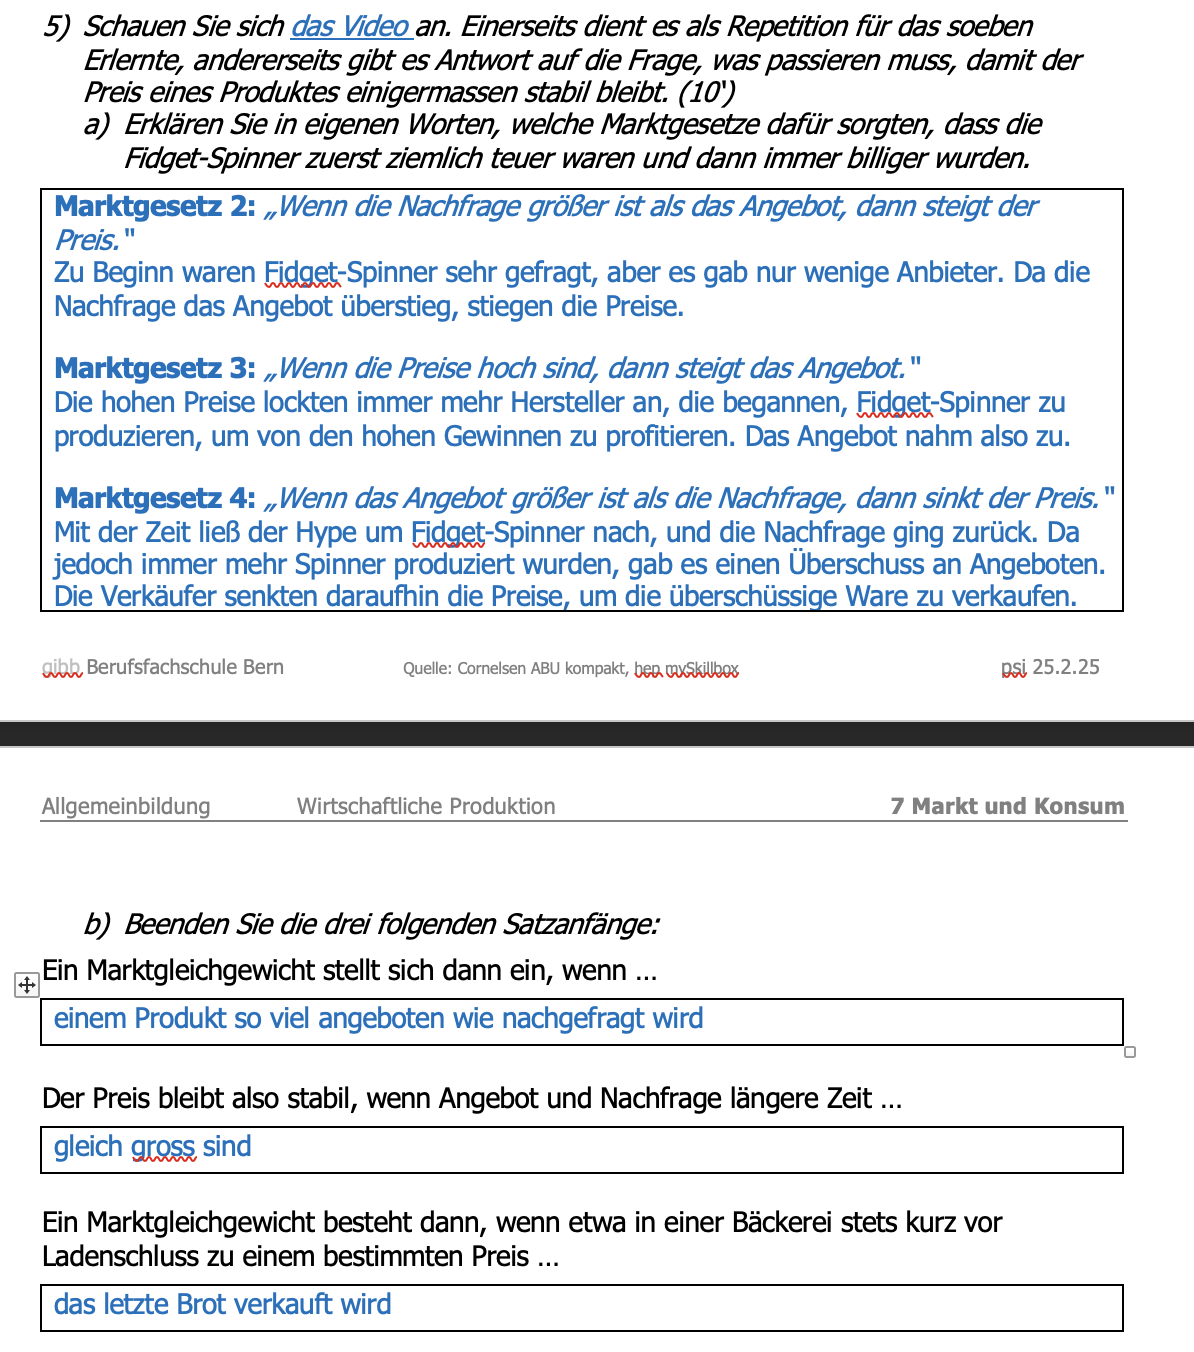 5) Schauen Sie sich das Video an. Einerseits dient es als Repetition für das soeben
Erlernte, andererseits gibt es Antwort auf die Frage, was passieren muss, damit der
Preis eines Produktes einigermassen stabil bleibt. (10‘)
a) Erklären Sie in eigenen Worten, welche Marktgesetze dafür sorgten, dass die
Fidget-Spinner zuerst ziemlich teuer waren und dann immer billiger wurden.
Marktgesetz 2: „Wenn die Nachfrage größer ist als das Angebot, dann steigt der
Preis."
Zu Beginn waren Fidget-Spinner sehr gefragt, aber es gab nur wenige Anbieter. Da die
Nachfrage das Angebot überstieg, stiegen die Preise.
Marktgesetz 3: „Wenn die Preise hoch sind, dann steigt das Angebot."
Die hohen Preise lockten immer mehr Hersteller an, die begannen, Fidget-Spinner zu
produzieren, um von den hohen Gewinnen zu profitieren. Das Angebot nahm also zu.
Marktgesetz 4: „Wenn das Angebot größer ist als die Nachfrage, dann sinkt der Preis."
Mit der Zeit ließ der Hype um Fidget-Spinner nach, und die Nachfrage ging zurück. Da
jedoch immer mehr Spinner produziert wurden, gab es einen Überschuss an Angeboten.
Die Verkäufer senkten daraufhin die Preise, um die überschüssige Ware zu verkaufen.
gibb Berufsfachschule Bern Quelle: Cornelsen ABU kompakt, hep mySkillbox psi 25.2.25
Allgemeinbildung Wirtschaftliche Produktion 7 Markt und Konsum
b) Beenden Sie die drei folgenden Satzanfänge:
Ein Marktgleichgewicht stellt sich dann ein, wenn …
einem Produkt so viel angeboten wie nachgefragt wird
Der Preis bleibt also stabil, wenn Angebot und Nachfrage längere Zeit …
gleich gross sind
Ein Marktgleichgewicht besteht dann, wenn etwa in einer Bäckerei stets kurz vor
Ladenschluss zu einem bestimmten Preis …
das letzte Brot verkauft wird